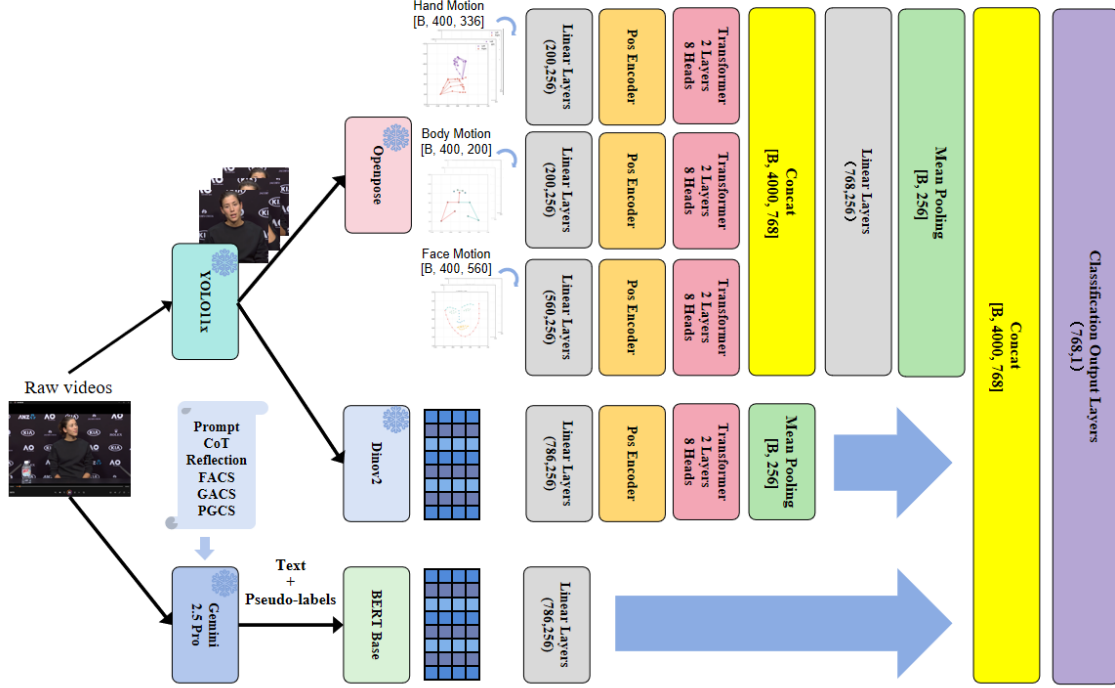 Hand Motion
[B, 400, 336]
Linear Layers
(200,256)
Pos Encoder
Transformer
2 Layers
8 Heads
Body Motion
[B, 400, 200]
Linear Layers
(200,256)
Pos Encoder
Transformer
2 Layers
8 Heads
Face Motion
[B, 400, 560]
Linear Layers
(560,256)
Pos Encoder
Transformer
2 Layers
8 Heads
Concat
[B, 4000, 768]
Linear Layers
(768,256)
Mean Pooling
[B, 256]
Concat
[B, 4000, 768]
Classification Output Layers
(768,1)
Openpose
YOLO11x
Raw videos
Prompt
CoT
Reflection
FACS
GACS
PGCS
Dinov2
Linear Layers
(786,256)
Pos Encoder
Transformer
2 Layers
8 Heads
Mean Pooling
[B, 256]
Gemini
2.5 Pro
Text
+
Pseudo-labels
BERT Base
Linear Layers
(786,256)
KIA
AO